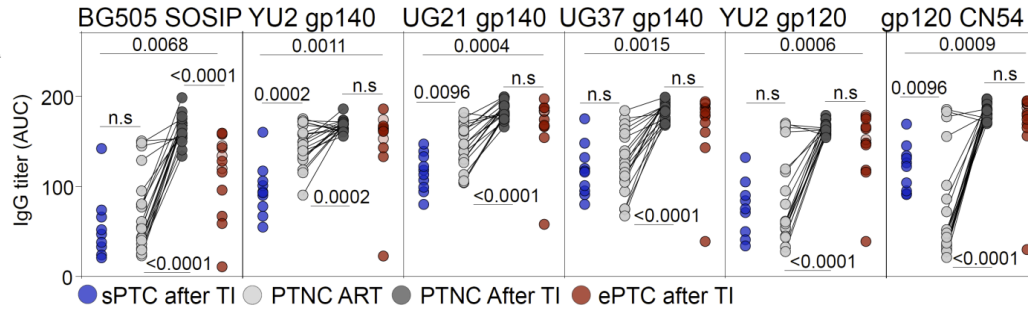 BG505 SOSIP YU2 gp140 UG21 gp140 UG37 gp140 YU2 gp120 gp120 CN54
0.0068 0.0011 0.0004 0.0015 0.0006 0.0009
<0.0001 n.s n.s n.s n.s n.s
n.s 0.0002 0.0096 n.s n.s 0.0096
200
100
0
IgG titer (AUC)
<0.0001 0.0002 <0.0001 <0.0001 <0.0001 <0.0001
sPTC after TI PTNC ART PTNC After TI ePTC after TI